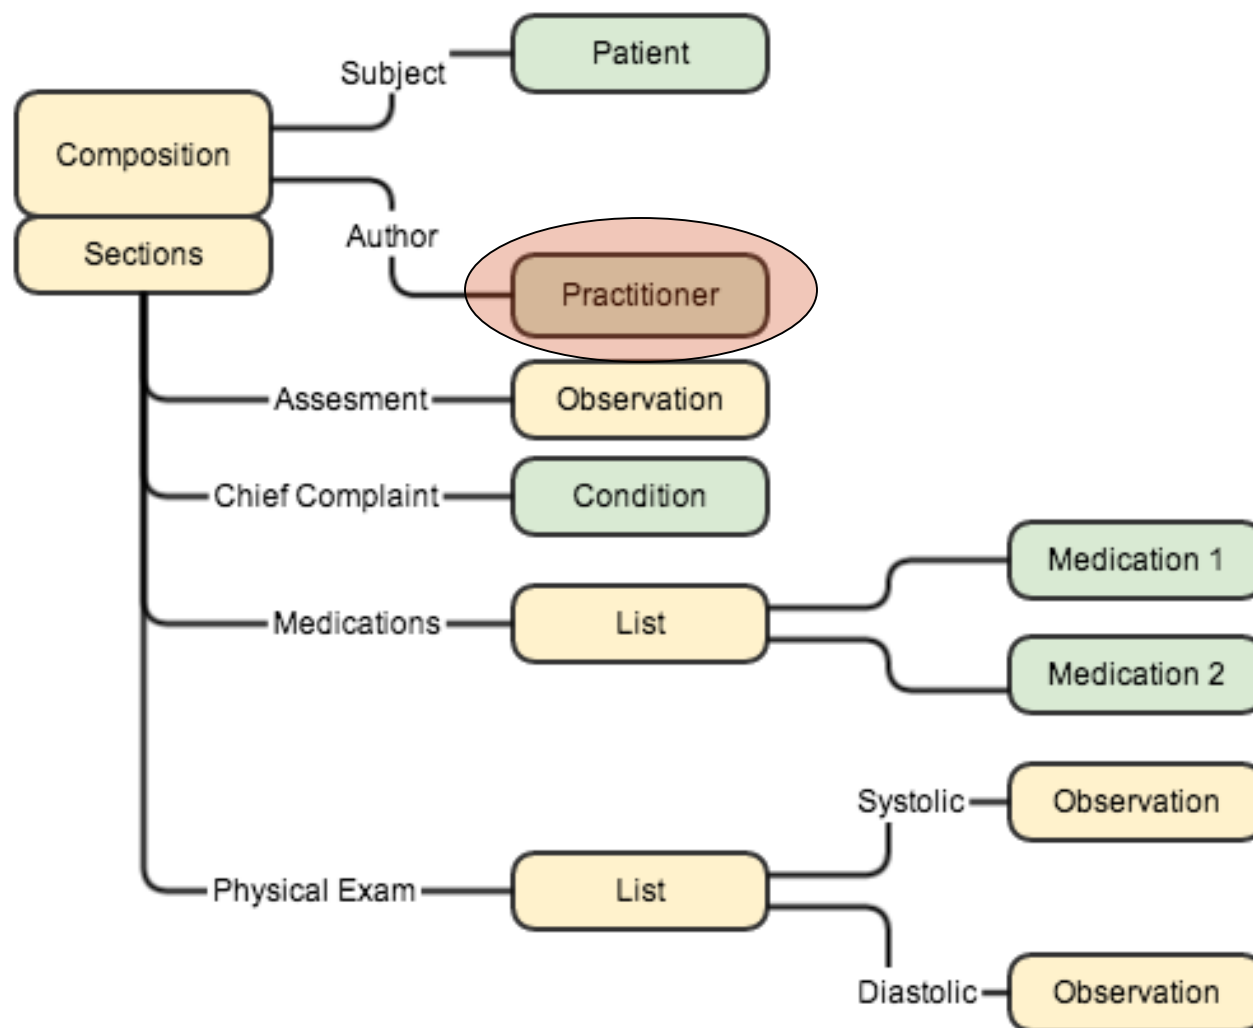 Patient
Subject
Composition
Author
Sections
Practitioner
Assesment
Observation
Chief Complaint
Condition
Medication 1
Medications
List
Medication 2
Systolic
Observation
Physical Exam
List
Diastolic
Observation